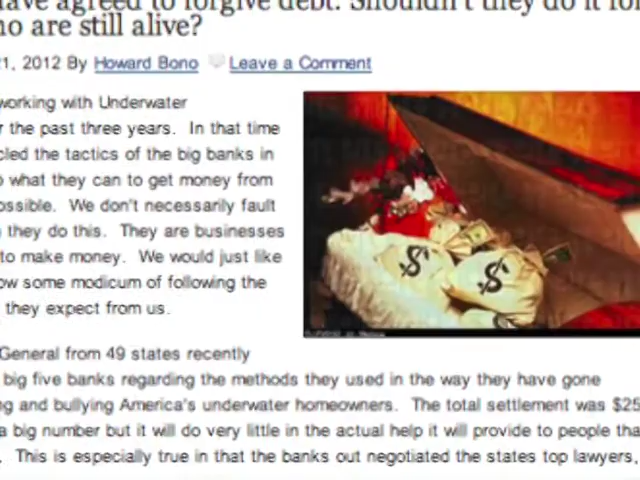 have agreed to forgive debt. Shouldn't they do it for
who are still alive?
21, 2012 By Howard Bono Leave a Comment
working with Underwater
r the past three years. In that time
cled the tactics of the big banks in
o what they can to get money from
ossible. We don't necessarily fault
they do this. They are businesses
to make money. We would just like
ow some modicum of following the
they expect from us.
General from 49 states recently
big five banks regarding the methods they used in the way they have gone
ng and bullying America's underwater homeowners. The total settlement was $25
a big number but it will do very little in the actual help it will provide to people tha
. This is especially true in that the banks out negotiated the states top lawyers,
$
$